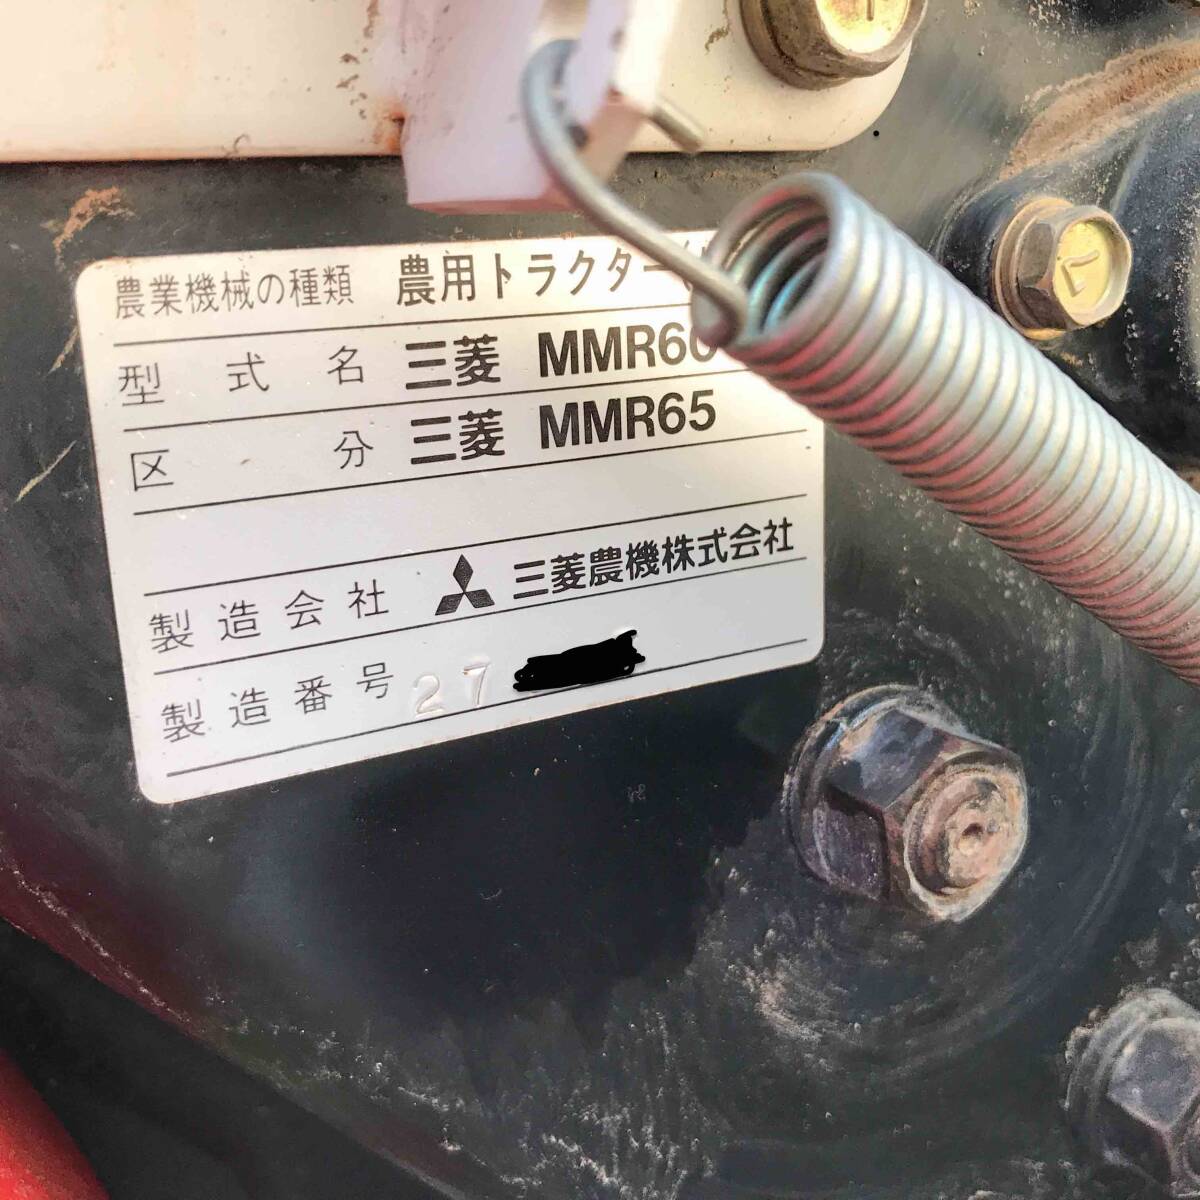 農業機械の種類 農用トラクター
型式名 三菱 MMR60
区分 三菱 MMR65
製造会社 三菱農機株式会社
製造番号 27